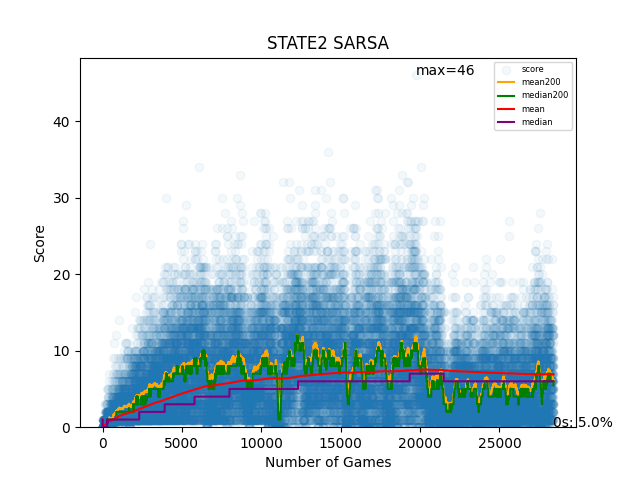 STATE2 SARSA
max=46
score
mean200
median200
mean
median
40
30
20
10
0
Score
0s: 5.0%
0
5000
10000
15000
20000
25000
Number of Games